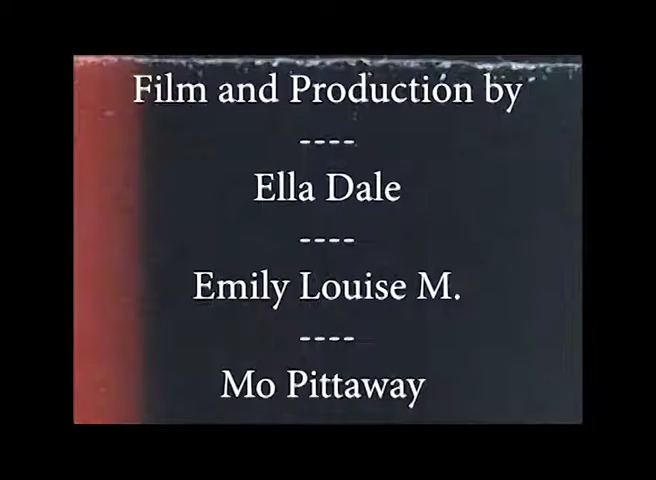 Film and Production by
----
Ella Dale
----
Emily Louise M.
----
Mo Pittaway